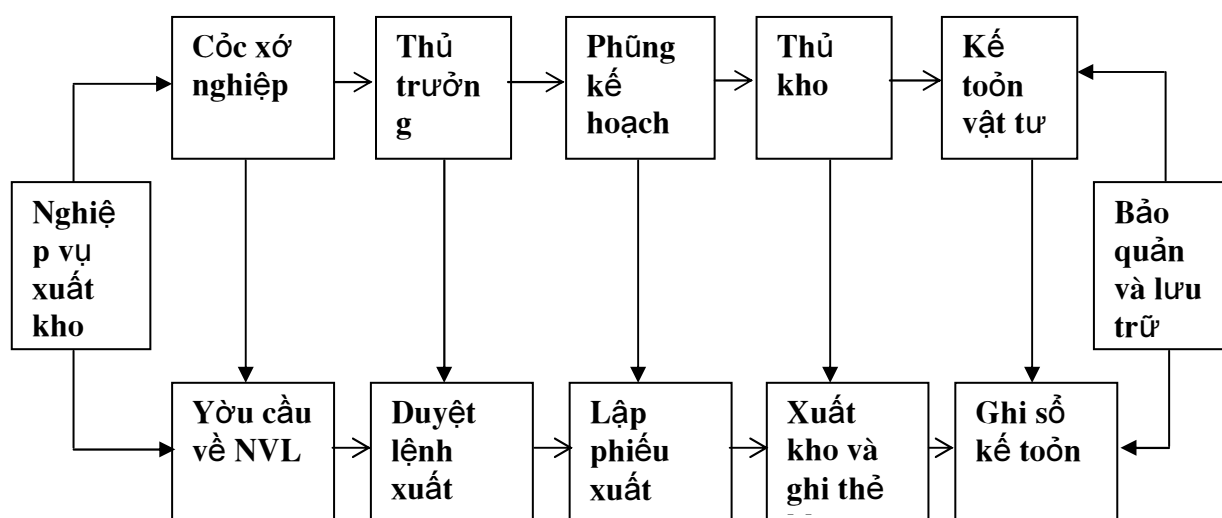 Cỏc xớ
nghiệp
Thủ
trưởn
g
Phũng
kế
hoạch
Thủ
kho
Kế
toỏn
vật tư
Nghiệ
p vụ
xuất
kho
Bảo
quản
và lưu
trữ
Yờu cầu
về NVL
Duyệt
lệnh
xuất
Lập
phiếu
xuất
Xuất
kho và
ghi thẻ
Ghi sổ
kế toỏn